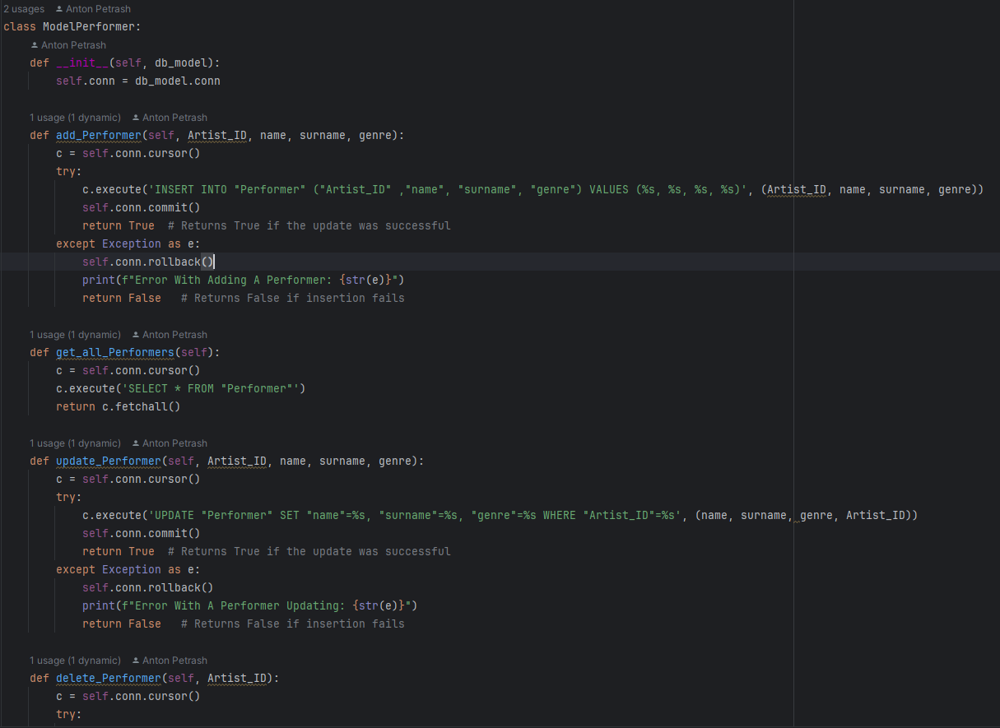 2 usages Anton Petrash
class ModelPerformer:
Anton Petrash
def __init__(self, db_model):
self.conn = db_model.conn
1 usage (1 dynamic) Anton Petrash
def add_Performer(self, Artist_ID, name, surname, genre):
c = self.conn.cursor()
try:
c.execute('INSERT INTO "Performer" ("Artist_ID" ,"name", "surname", "genre") VALUES (%s, %s, %s, %s)', (Artist_ID, name, surname, genre))
self.conn.commit()
return True  # Returns True if the update was successful
except Exception as e:
self.conn.rollback()
print(f"Error With Adding A Performer: {str(e)}")
return False   # Returns False if insertion fails
1 usage (1 dynamic) Anton Petrash
def get_all_Performers(self):
c = self.conn.cursor()
c.execute('SELECT * FROM "Performer"')
return c.fetchall()
1 usage (1 dynamic) Anton Petrash
def update_Performer(self, Artist_ID, name, surname, genre):
c = self.conn.cursor()
try:
c.execute('UPDATE "Performer" SET "name"=%s, "surname"=%s, "genre"=%s WHERE "Artist_ID"=%s', (name, surname, genre, Artist_ID))
self.conn.commit()
return True  # Returns True if the update was successful
except Exception as e:
self.conn.rollback()
print(f"Error With A Performer Updating: {str(e)}")
return False   # Returns False if insertion fails
1 usage (1 dynamic) Anton Petrash
def delete_Performer(self, Artist_ID):
c = self.conn.cursor()
try: